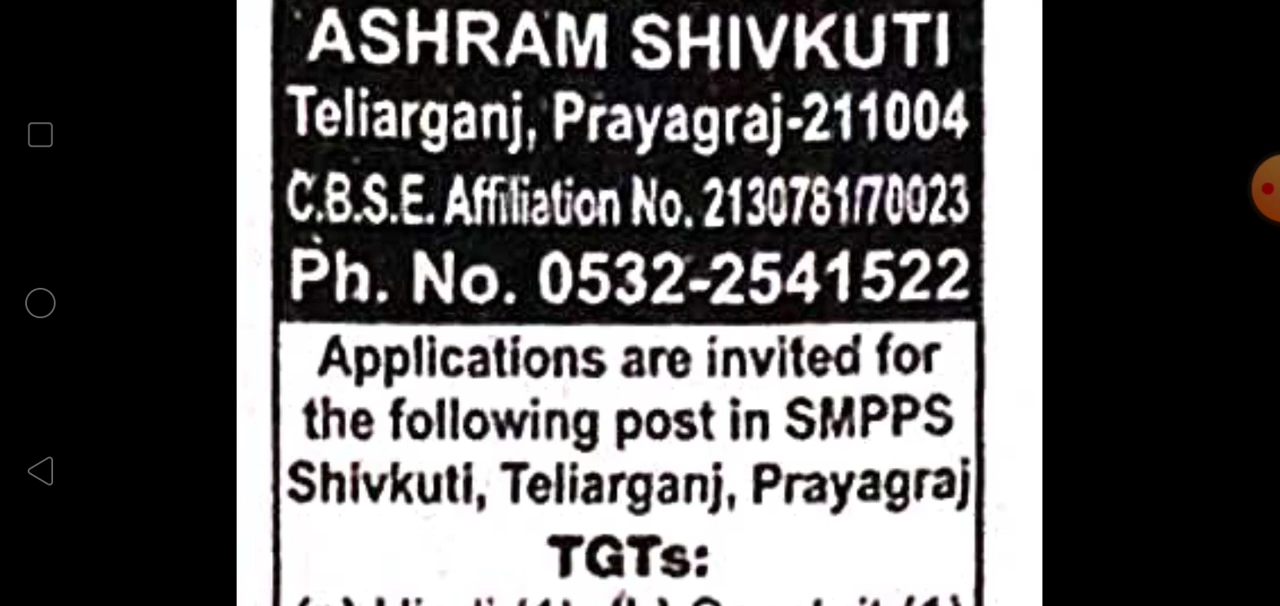 ASHRAM SHIVKUTI
Teliarganj, Prayagraj-211004
C.B.S.E. Affiliation No. 2130781/70023
Ph. No. 0532-2541522
Applications are invited for
the following post in SMPPS
Shivkuti, Teliarganj, Prayagraj
TGTs: